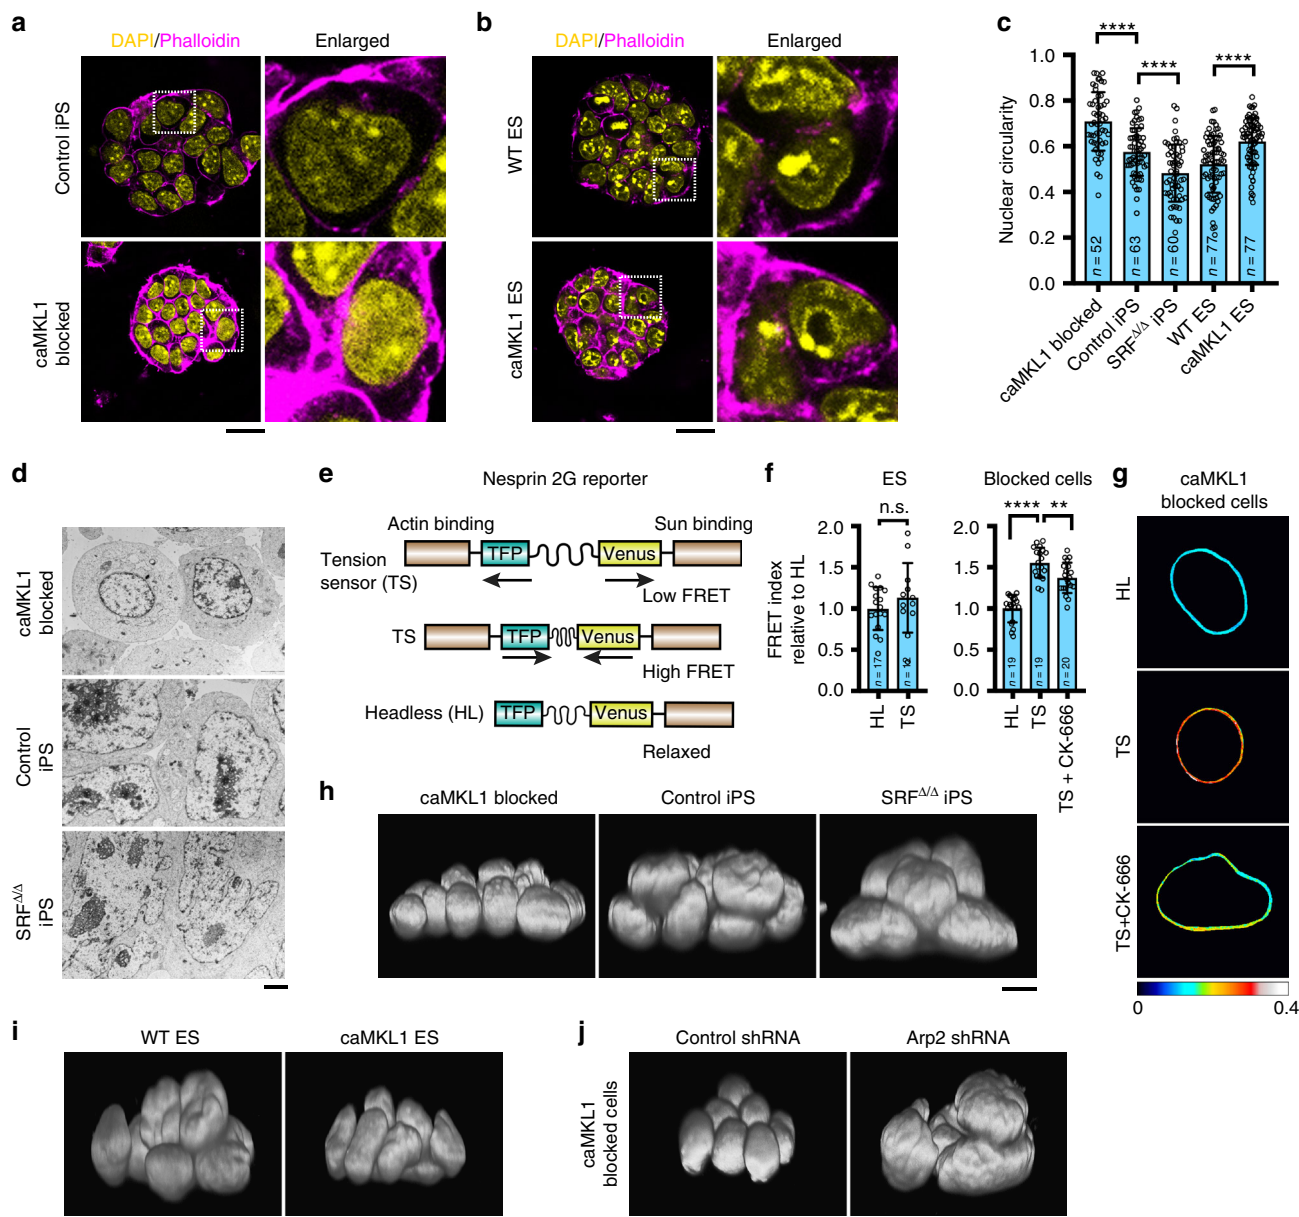 a
DAPI/Phalloidin
Enlarged
Control iPS
caMKL1
blocked
b
DAPI/Phalloidin
Enlarged
WT ES
caMKL1 ES
c
****
****
****
Nuclear circularity
1.0
0.8
0.6
0.4
0.2
0.0
n = 52
n = 63
n = 60
n = 77
n = 77
caMKL1 blocked
Control iPS
SRFΔ/Δ iPS
WT ES
caMKL1 ES
d
caMKL1
blocked
Control
iPS
SRFΔ/Δ
iPS
e
Nesprin 2G reporter
Actin binding
Sun binding
Tension
sensor (TS)
TFP
Venus
Low FRET
TS
TFP
Venus
High FRET
Headless (HL)
TFP
Venus
Relaxed
f
ES
n.s.
FRET index
relative to HL
2.0
1.5
1.0
0.5
0.0
n = 17
n = 12
HL
TS
Blocked cells
****
**
2.0
1.5
1.0
0.5
0.0
n = 19
n = 19
n = 20
HL
TS
TS + CK-666
g
caMKL1
blocked cells
HL
TS
TS+CK-666
0
0.4
h
caMKL1 blocked
Control iPS
SRFΔ/Δ iPS
i
WT ES
caMKL1 ES
j
Control shRNA
Arp2 shRNA
caMKL1
blocked cells